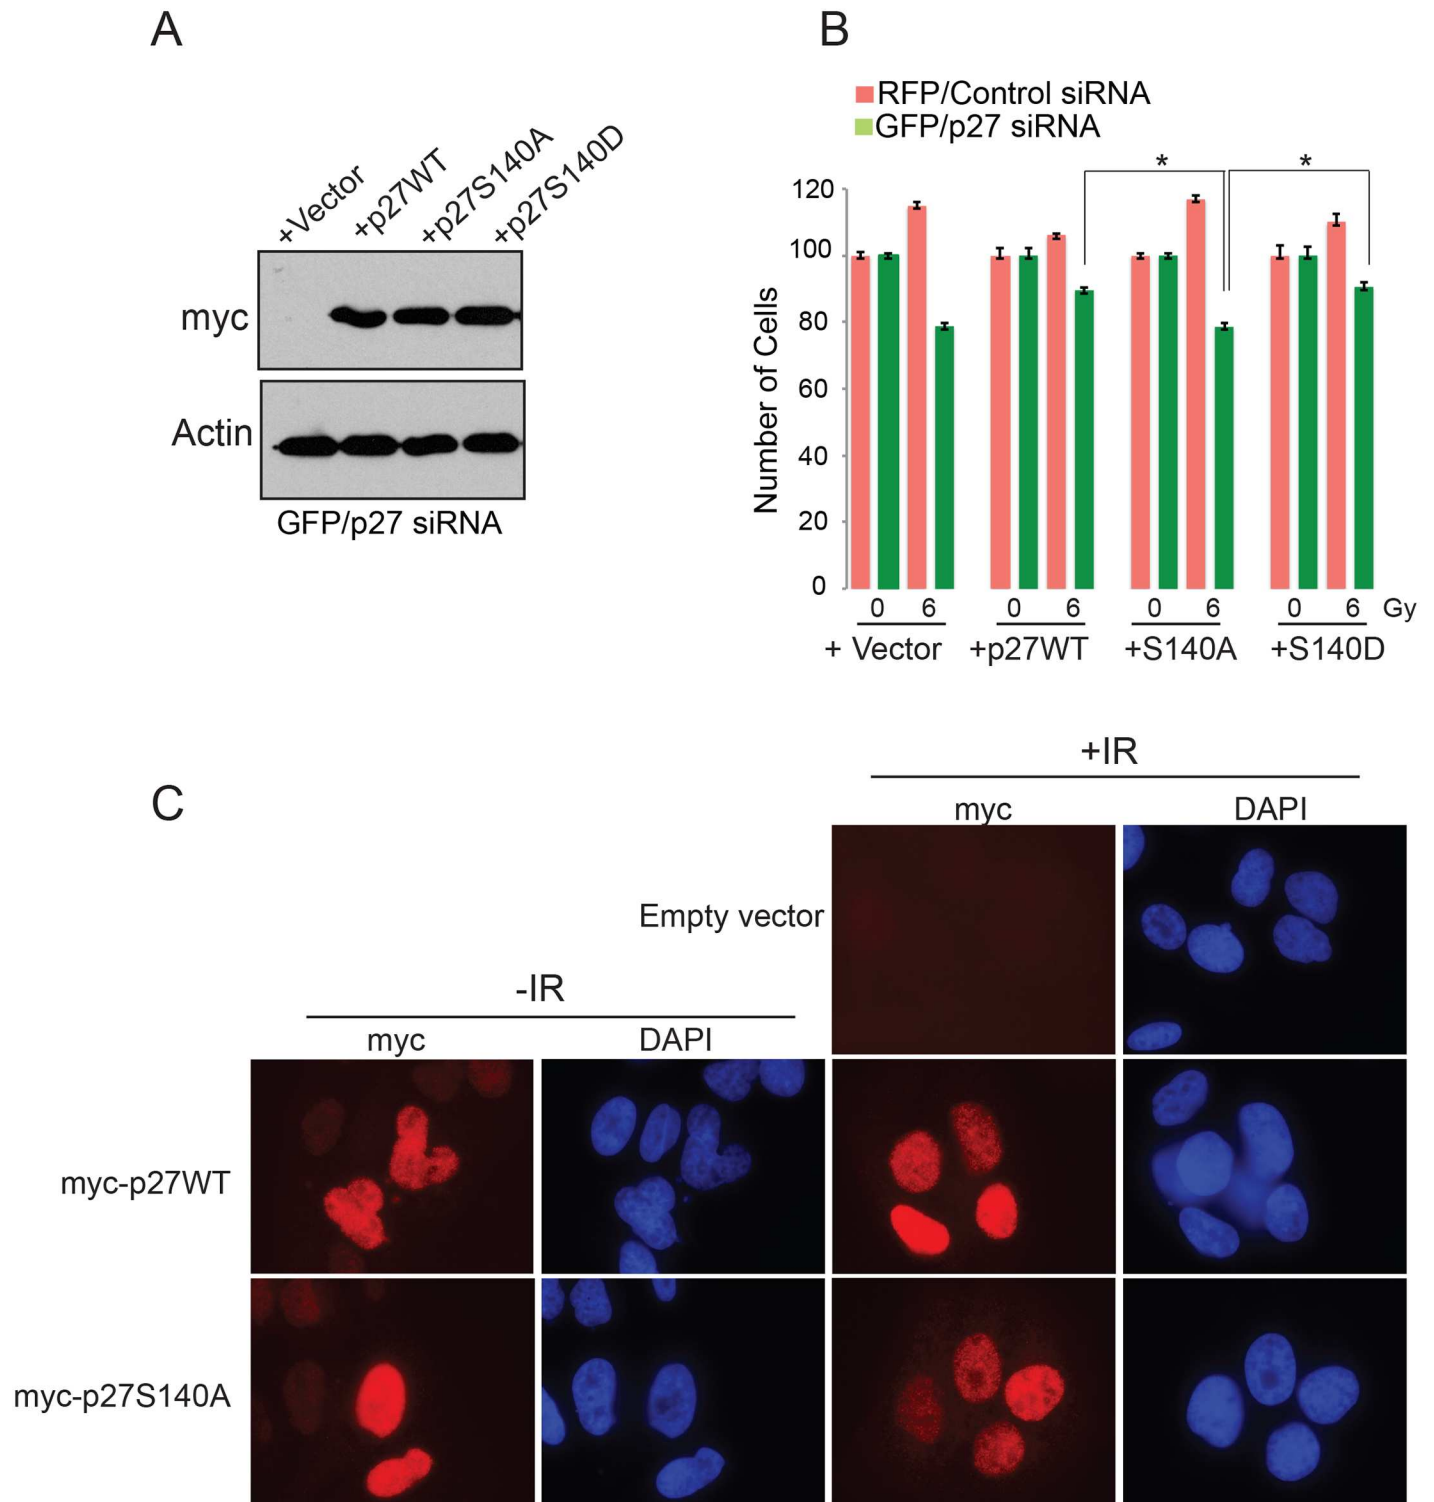 A
+Vector
+p27WT
+p27S140A
+p27S140D
myc
Actin
GFP/p27 siRNA
B
RFP/Control siRNA
GFP/p27 siRNA
* *
Number of Cells
120
100
80
60
40
20
0
0 6 0 6 0 6 0 6 Gy
+ Vector +p27WT +S140A +S140D
C
+IR
myc DAPI
Empty vector
-IR
myc DAPI
myc-p27WT
myc-p27S140A